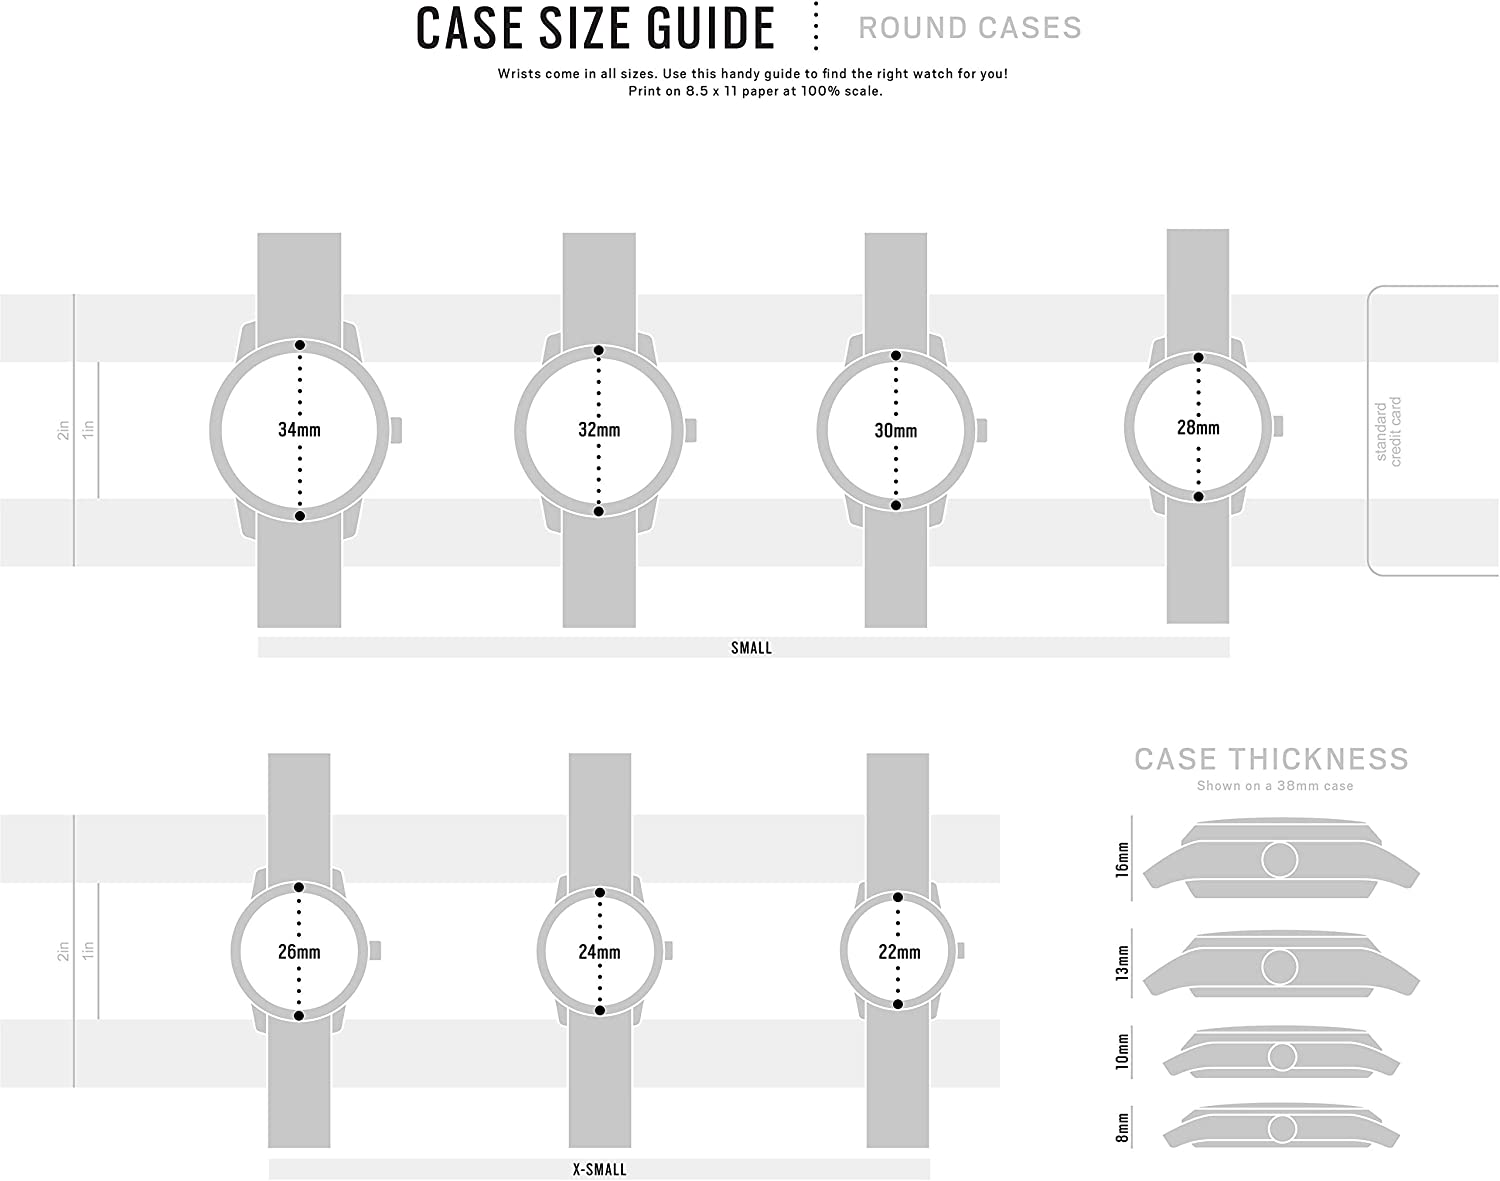 CASE SIZE GUIDE
ROUND CASES
Wrists come in all sizes. Use this handy guide to find the right watch for you!
Print on 8.5 x 11 paper at 100% scale.
2in
1in
34mm
32mm
30mm
28mm
standard
credit card
SMALL
2in
1in
26mm
24mm
22mm
X-SMALL
CASE THICKNESS
Shown on a 38mm case
16mm
13mm
10mm
8mm